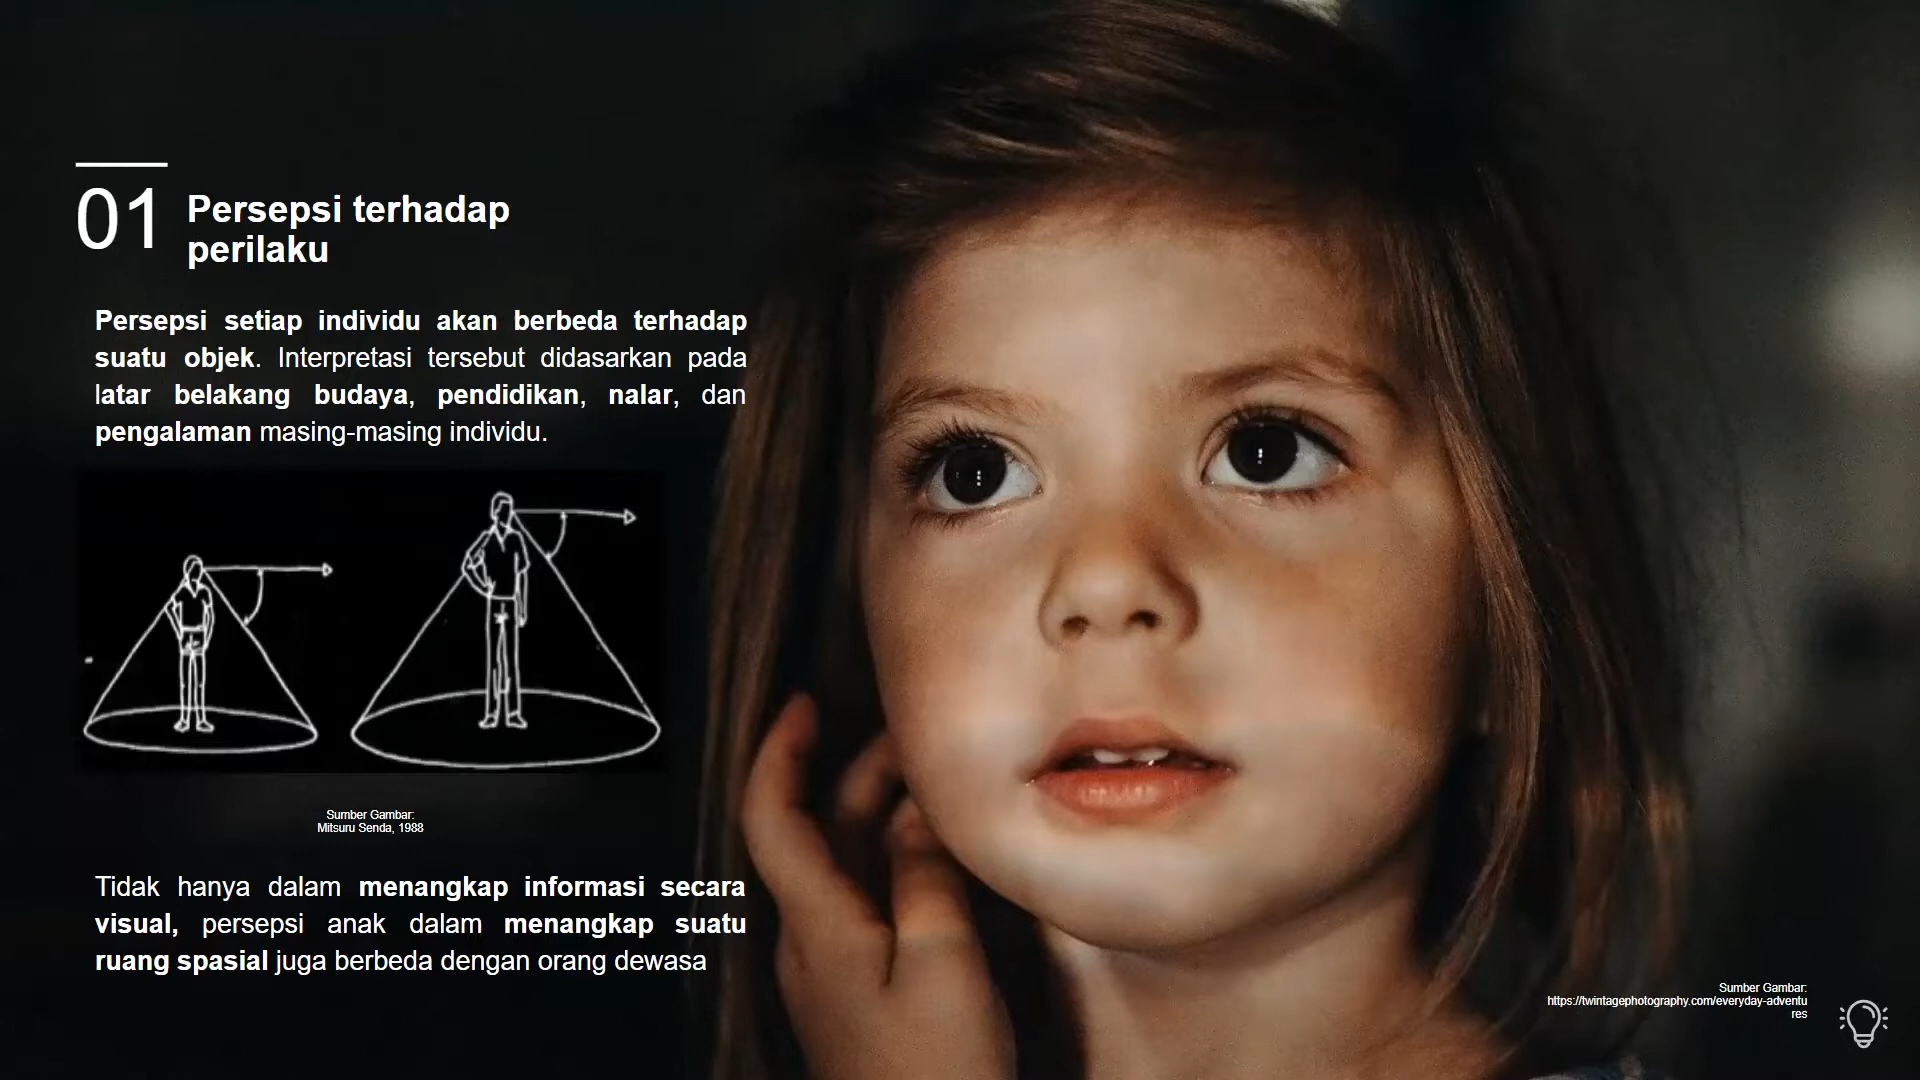 01
Persepsi terhadap
perilaku
Persepsi setiap individu akan berbeda terhadap
suatu objek. Interpretasi tersebut didasarkan pada
latar belakang budaya, pendidikan, nalar, dan
pengalaman masing-masing individu.
Sumber Gambar:
Mitsuru Senda, 1988
Tidak hanya dalam menangkap informasi secara
visual, persepsi anak dalam menangkap suatu
ruang spasial juga berbeda dengan orang dewasa
Sumber Gambar:
https://twintagephotography.com/everyday-adventu
res